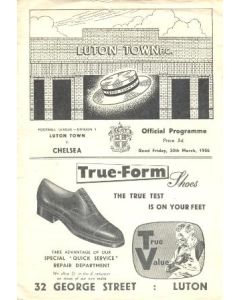 LUTON TOWN F.C.
FOOTBALL LEAGUE - DIVISION 1
LUTON TOWN
v.
CHELSEA
Official Programme
Price 3d
Good Friday, 30th March, 1956
True-Form
Shoes
THE TRUE TEST
IS ON YOUR FEET
TAKE ADVANTAGE OF OUR
SPECIAL "QUICK SERVICE"
REPAIR DEPARTMENT
True
Value
32 GEORGE STREET : LUTON